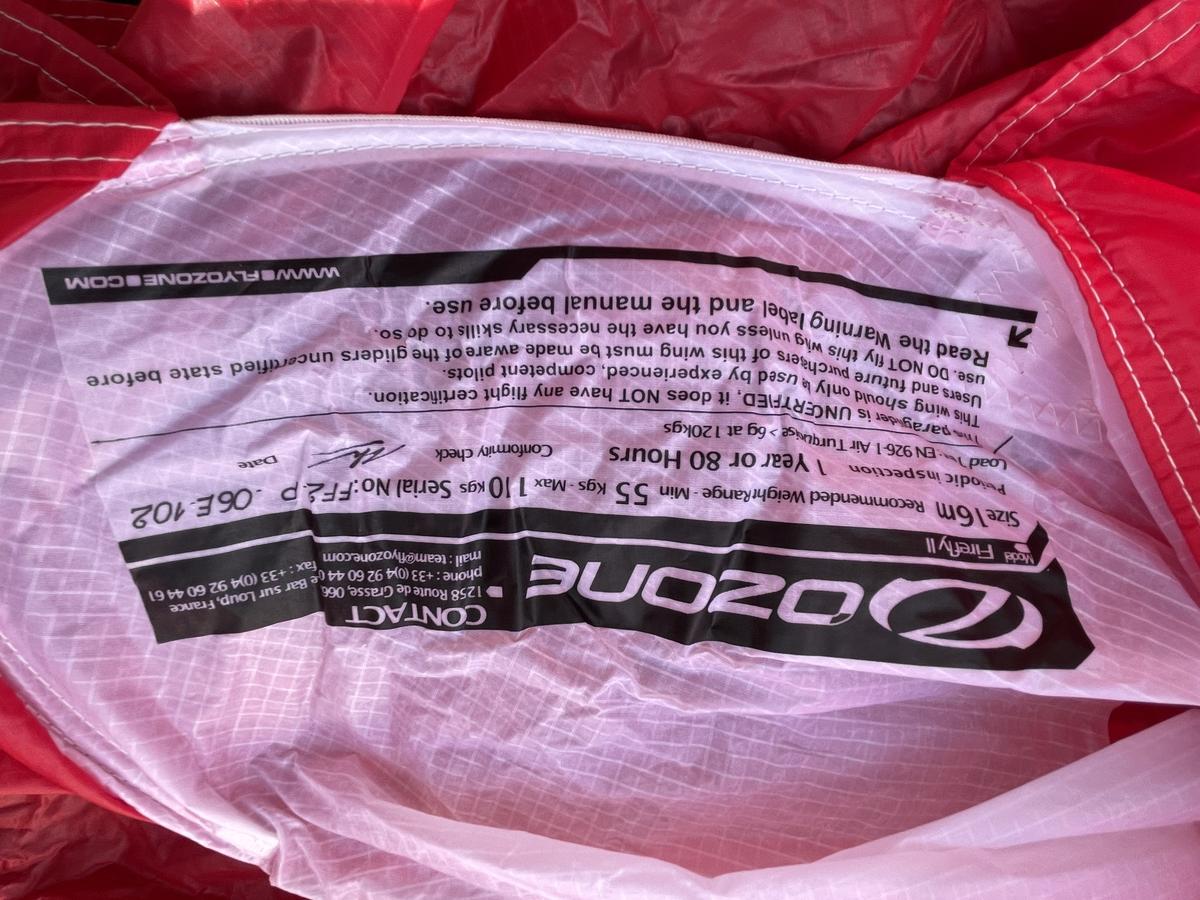 OZONE
CONTACT
1258 Route de Grasse, 066 Le Bar sur Loup, France
phone : +33 (0)4 92 60 44 6 fax : +33 (0)4 92 60 44 61
mail : team@flyozone.com
Model Firefly II
Size 16m Recommended WeightRange - Min 55 Kgs - Max 110 kgs Serial No: FF2-P-06E-102
Periodic inspection 1 Year or 80 Hours Conformity check Date
Load EN 926-1 Air Turquoise > 6g at 120kgs
This paraglider is UNCERTIFIED, it does NOT have any flight certification.
This wing should only be used by experienced, competent pilots.
Users and future purchasers of this wing must be made aware of the gliders uncertified state before
use. DO NOT fly this wing unless you have the necessary skills to do so.
Read the Warning label and the manual before use.
WWW.FLYOZONE.COM